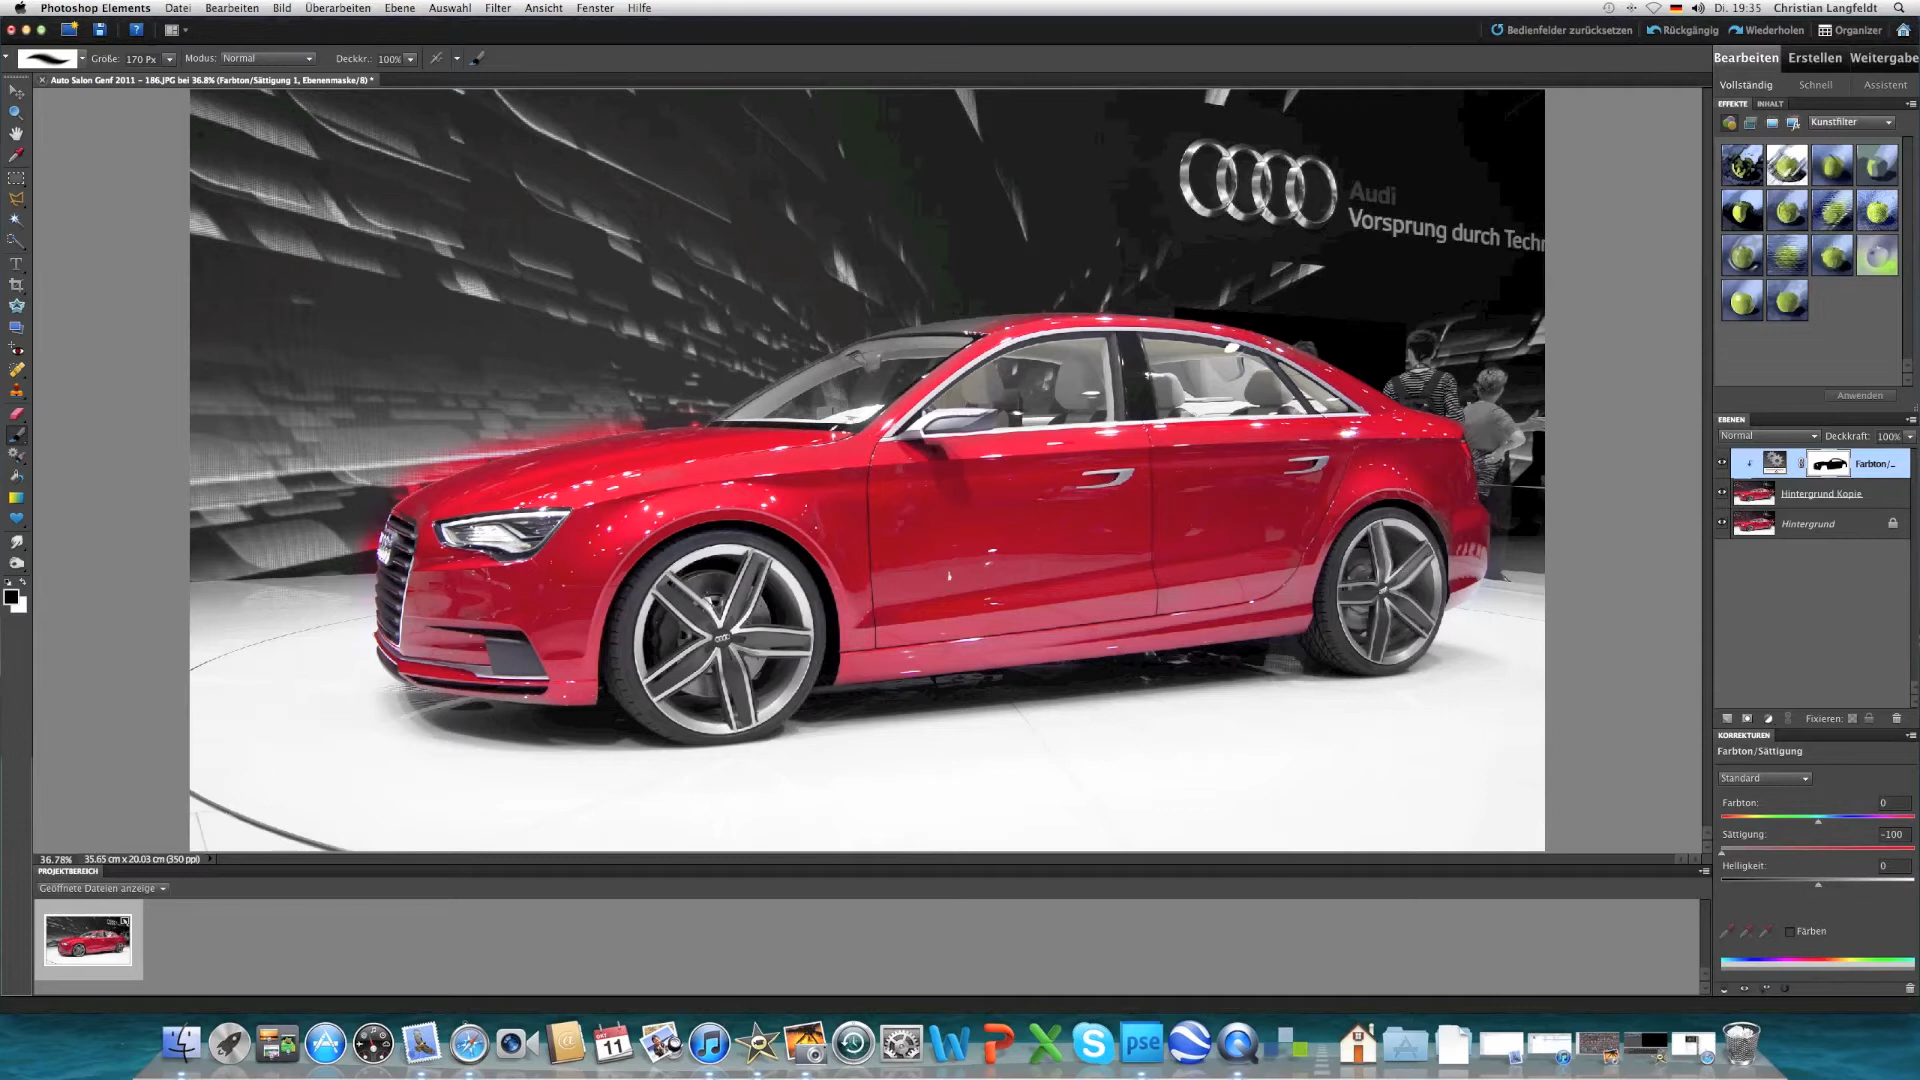 Photoshop Elements Datei Bearbeiten Bild Überarbeiten Ebene Auswahl Filter Ansicht Fenster Hilfe Di. 19:35 Christian Langfeldt
Bedienfelder zurücksetzen Rückgängig Wiederholen Organizer
Größe: 170 Px Modus: Normal Deckkr.: 100%
Bearbeiten Erstellen Weitergabe
Auto Salon Genf 2011 - 186.JPG bei 36.8% (Farbton/Sättigung 1, Ebenenmaske/8) *
Vollständig Schnell Assistent
EFFEKTE INHALT
Kunstfilter
Audi
Vorsprung durch Techn
Anwenden
EBENEN
Normal Deckkraft: 100%
Farbton/...
Hintergrund Kopie
Hintergrund
Fixieren:
KORREKTUREN
Farbton/Sättigung
Standard
Farbton: 0
Sättigung: -100
Helligkeit: 0
Färben
36.78% 35.65 cm x 20.03 cm (350 ppi)
PROJEKTBEREICH
Geöffnete Dateien anzeige
OKT
11
pse